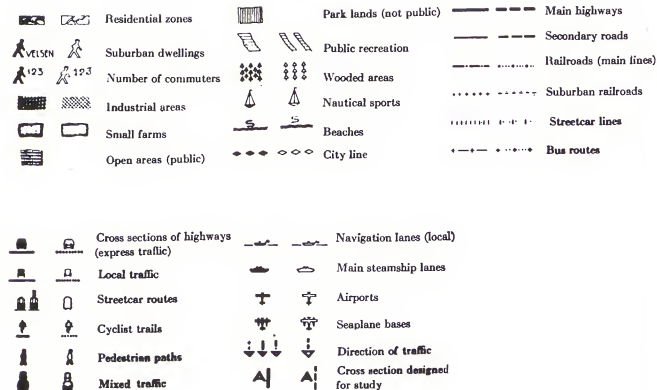 Residential zones
VELSEN Suburban dwellings
123 123 Number of commuters
Industrial areas
Small farms
Open areas (public)
Park lands (not public)
Public recreation
Wooded areas
Nautical sports
S S Beaches
City line
Main highways
Secondary roads
Railroads (main lines)
Suburban railroads
Streetcar lines
Bus routes
Cross sections of highways
(express traffic)
Local traffic
Streetcar routes
Cyclist trails
Pedestrian paths
Mixed traffic
Navigation lanes (local)
Main steamship lanes
Airports
Seaplane bases
Direction of traffic
A A Cross section designed
for study